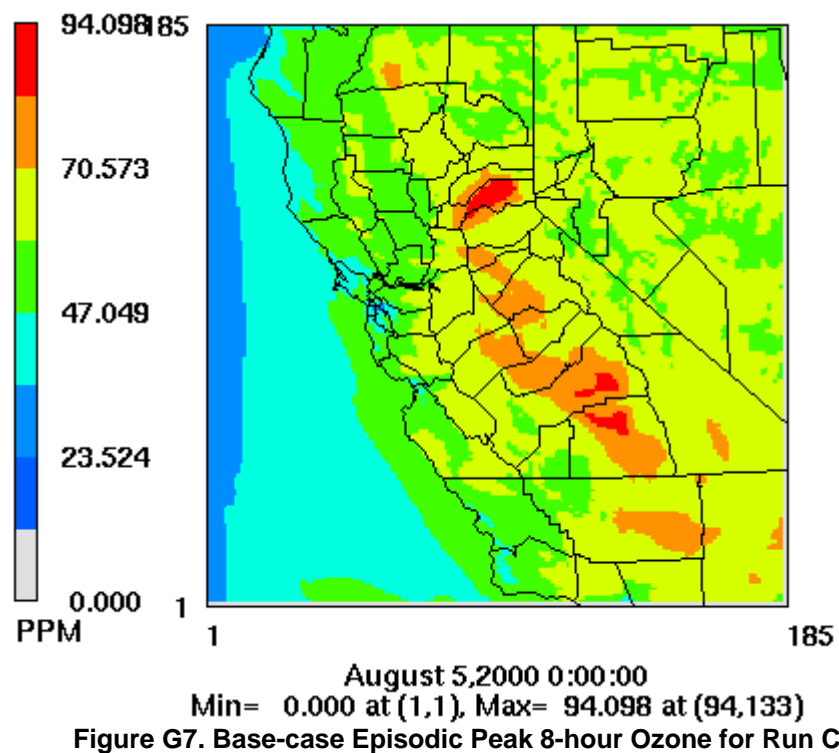 94.098
185
70.573
47.049
23.524
0.000
PPM
1
1
185
August 5,2000 0:00:00
Min= 0.000 at (1,1), Max= 94.098 at (94,133)
Figure G7. Base-case Episodic Peak 8-hour Ozone for Run C